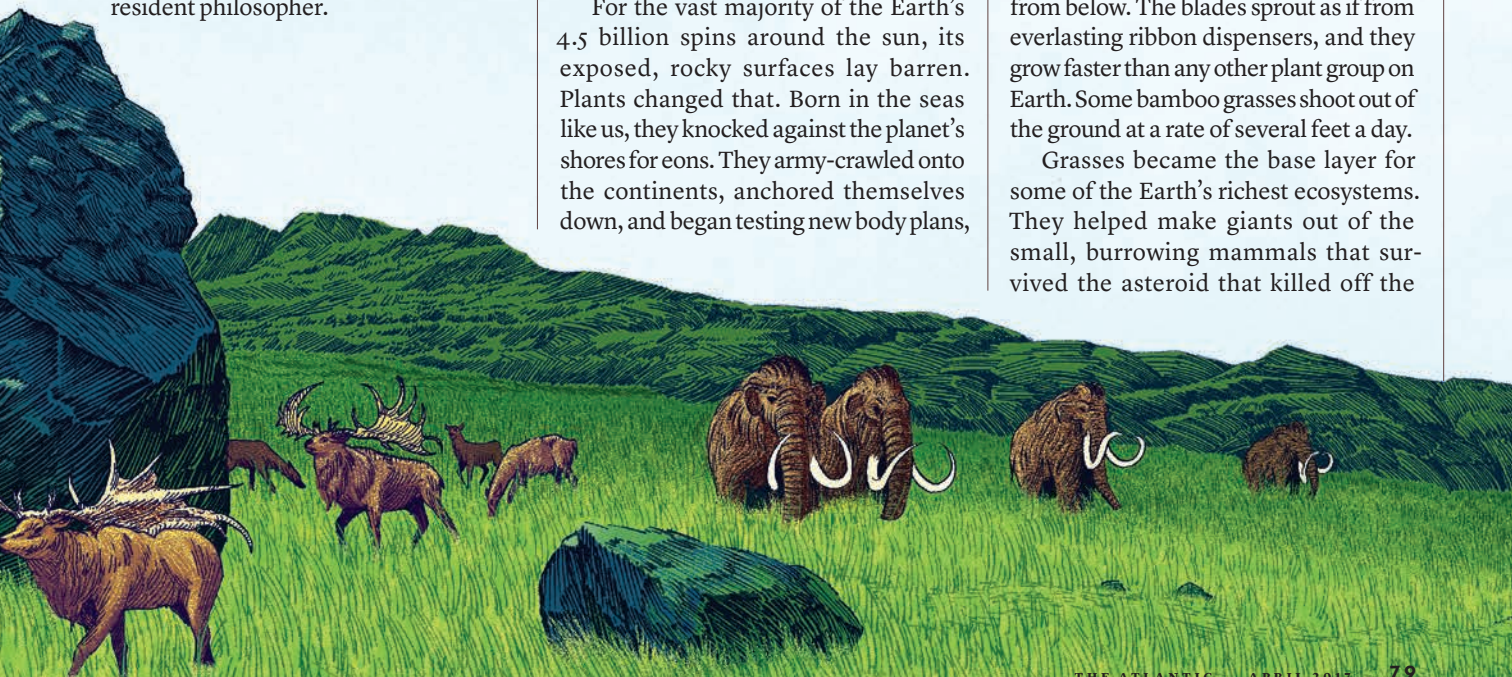 resident philosopher.
For the vast majority of the Earth's
4.5 billion spins around the sun, its
exposed, rocky surfaces lay barren.
Plants changed that. Born in the seas
like us, they knocked against the planet's
shores for eons. They army-crawled onto
the continents, anchored themselves
down, and began testing new body plans,
from below. The blades sprout as if from
everlasting ribbon dispensers, and they
grow faster than any other plant group on
Earth. Some bamboo grasses shoot out of
the ground at a rate of several feet a day.
Grasses became the base layer for
some of the Earth's richest ecosystems.
They helped make giants out of the
small, burrowing mammals that sur-
vived the asteroid that killed off the
THE ATLANTIC APRIL 2017 79